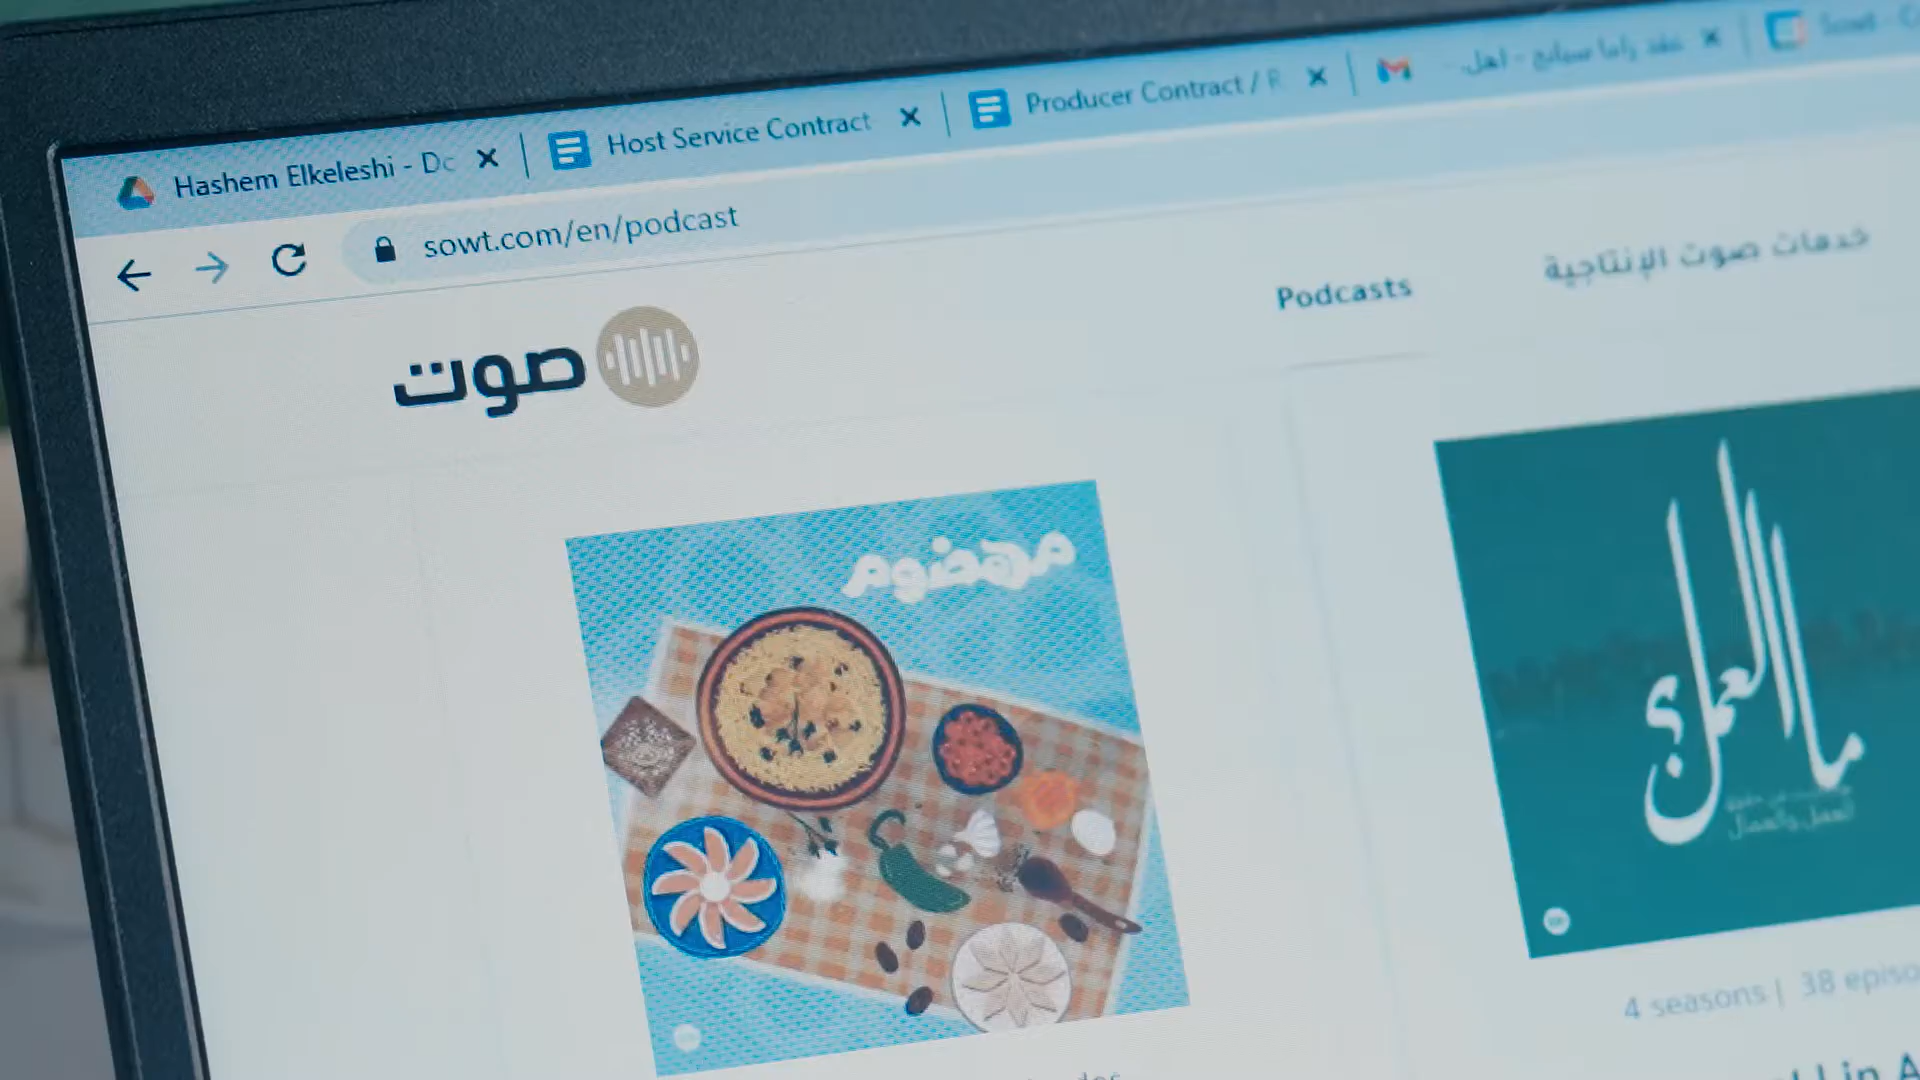 Hashem Elkeleshi - Dc
Host Service Contract
Producer Contract / R
sowt.com/en/podcast
صوت
Podcasts
خدمات صوت الإنتاجية
مهضوم
ما العمل؟
4 seasons | 38 episo